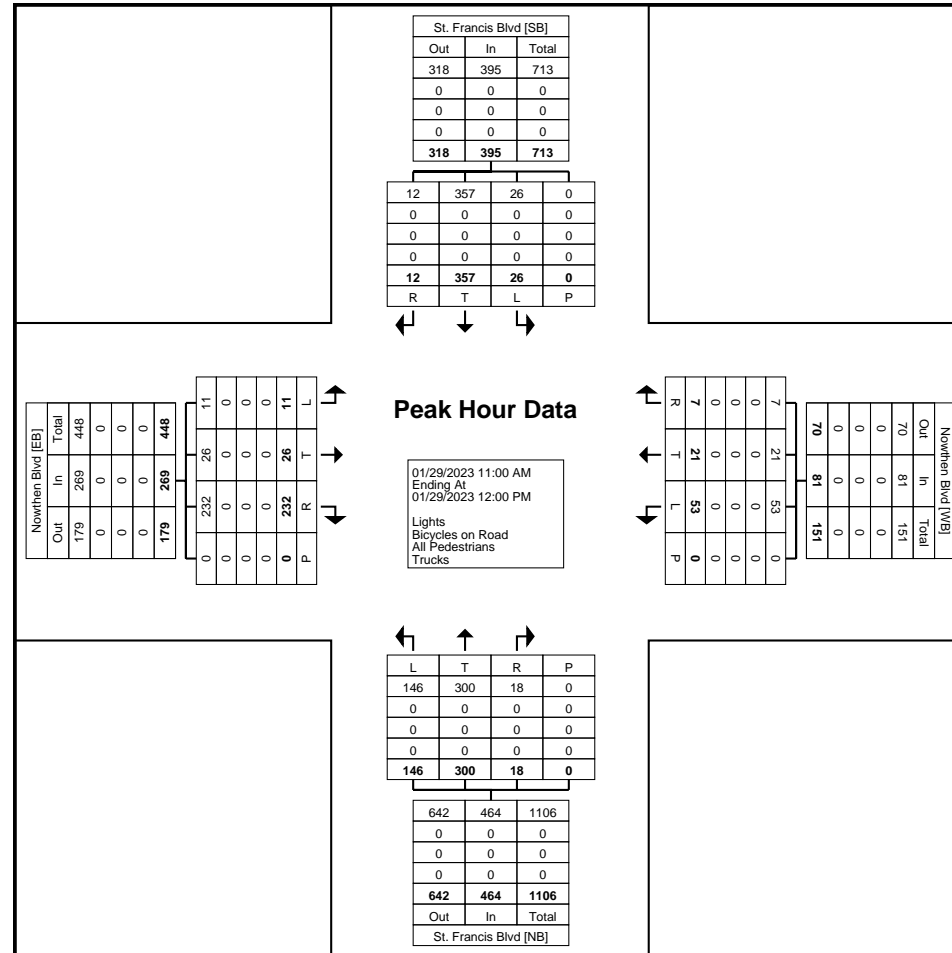 St. Francis Blvd [SB]
Out In Total
318 395 713
0 0 0
0 0 0
0 0 0
318 395 713
12 357 26 0
0 0 0 0
0 0 0 0
0 0 0 0
12 357 26 0
R T L P
Nowthen Blvd [EB]
Total 448 0 0 0 448
In 269 0 0 0 269
Out 179 0 0 0 179
11 0 0 0 11 L
26 0 0 0 26 T
232 0 0 0 232 R
0 0 0 0 0 P
Peak Hour Data
01/29/2023 11:00 AM
Ending At
01/29/2023 12:00 PM
Lights
Bicycles on Road
All Pedestrians
Trucks
R 7 0 0 0 7
T 21 0 0 0 21
L 53 0 0 0 53
P 0 0 0 0 0
70 0 0 0 70 Out
81 0 0 0 81 In
151 0 0 0 151 Total
Nowthen Blvd [WB]
L T R P
146 300 18 0
0 0 0 0
0 0 0 0
0 0 0 0
146 300 18 0
642 464 1106
0 0 0
0 0 0
0 0 0
642 464 1106
Out In Total
St. Francis Blvd [NB]